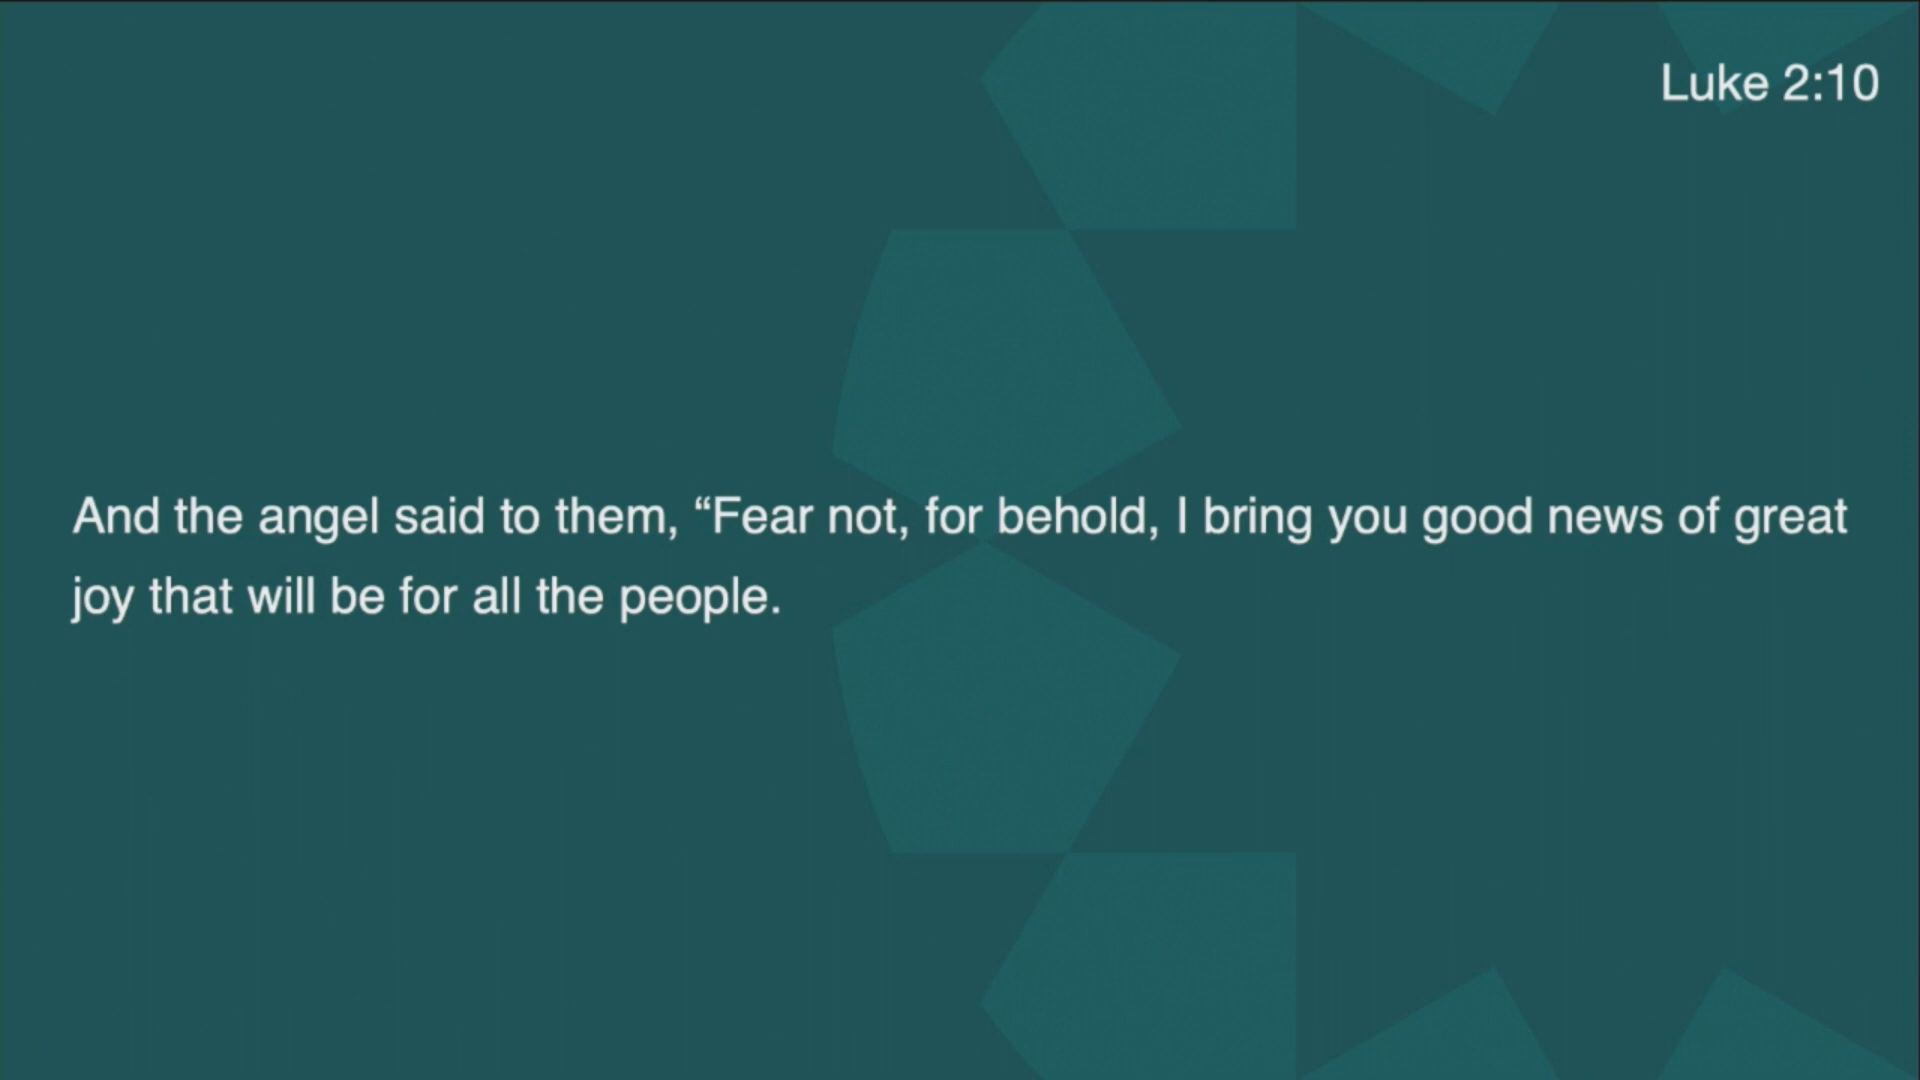 Luke 2:10
And the angel said to them, “Fear not, for behold, I bring you good news of great
joy that will be for all the people.